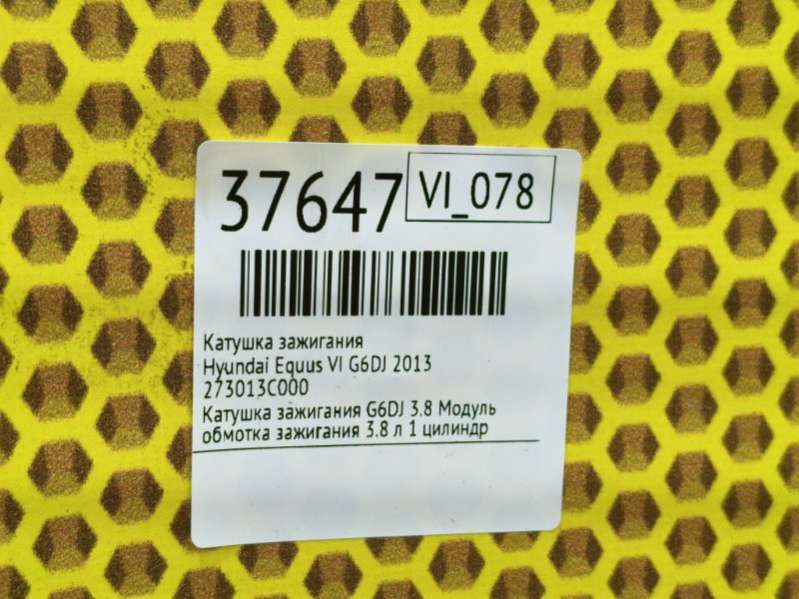 37647
VI_078
Катушка зажигания
Hyundai Equus VI G6DJ 2013
273013C000
Катушка зажигания G6DJ 3.8 Модуль
обмотка зажигания 3.8 л 1 цилиндр